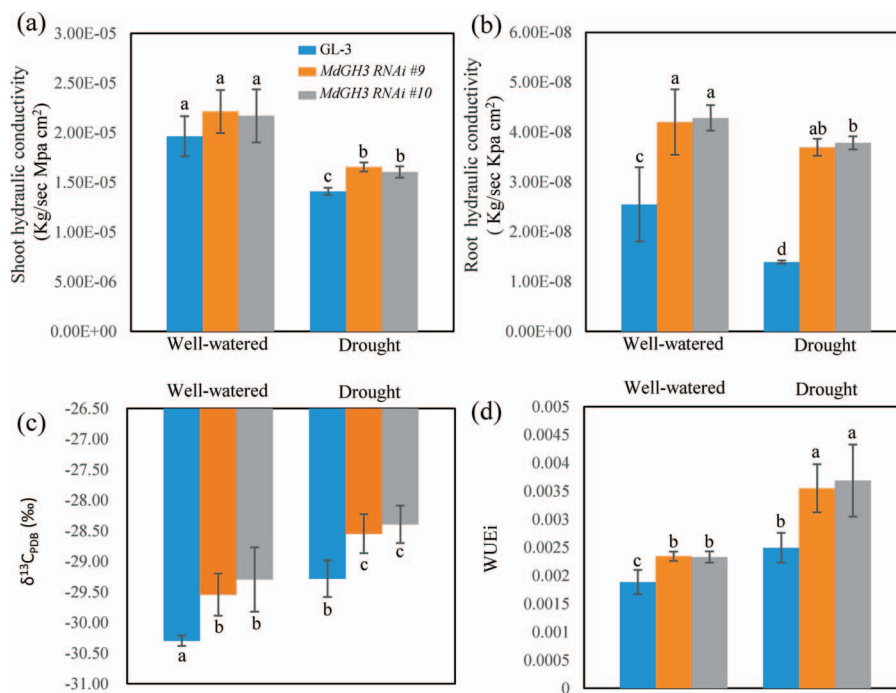 (a)
Shoot hydraulic conductivity
(Kg/sec Mpa cm²)
3.00E-05
2.50E-05
2.00E-05
1.50E-05
1.00E-05
5.00E-06
0.00E+00
GL-3
MdGH3 RNAi #9
MdGH3 RNAi #10
a
a
a
c
b
b
Well-watered
Drought
(b)
Root hydraulic conductivity
( Kg/sec Kpa cm²)
6.00E-08
5.00E-08
4.00E-08
3.00E-08
2.00E-08
1.00E-08
0.00E+00
c
a
a
d
ab
b
Well-watered
Drought
(c)
δ¹³C PDB (‰)
Well-watered
Drought
-26.50
-27.00
-27.50
-28.00
-28.50
-29.00
-29.50
-30.00
-30.50
-31.00
a
b
b
b
c
c
(d)
WUEi
Well-watered
Drought
0.005
0.0045
0.004
0.0035
0.003
0.0025
0.002
0.0015
0.001
0.0005
0
c
b
b
b
a
a